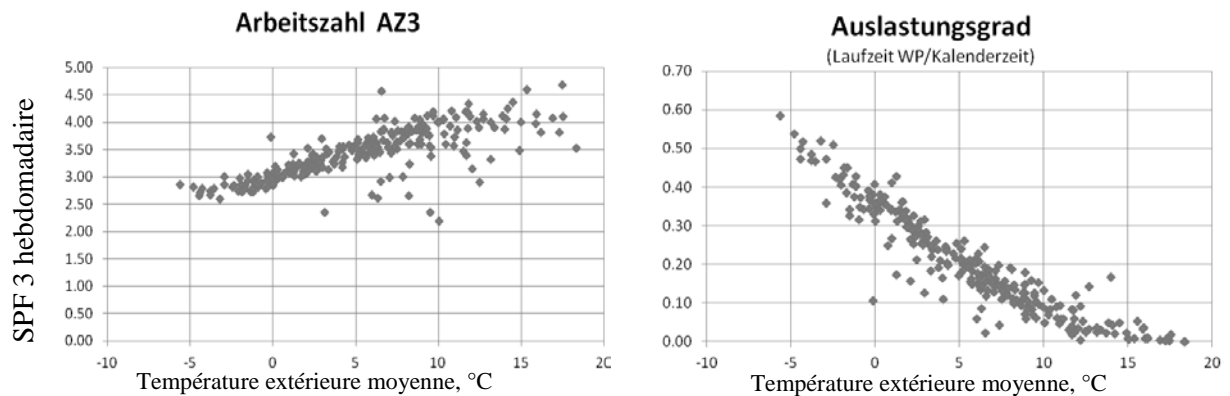 Arbeitszahl AZ3
SPF 3 hebdomadaire
5.00
4.50
4.00
3.50
3.00
2.50
2.00
1.50
1.00
0.50
0.00
-10 -5 0 5 10 15 20
Température extérieure moyenne, °C
Auslastungsgrad
(Laufzeit WP/Kalenderzeit)
0.70
0.60
0.50
0.40
0.30
0.20
0.10
0.00
-10 -5 0 5 10 15 20
Température extérieure moyenne, °C